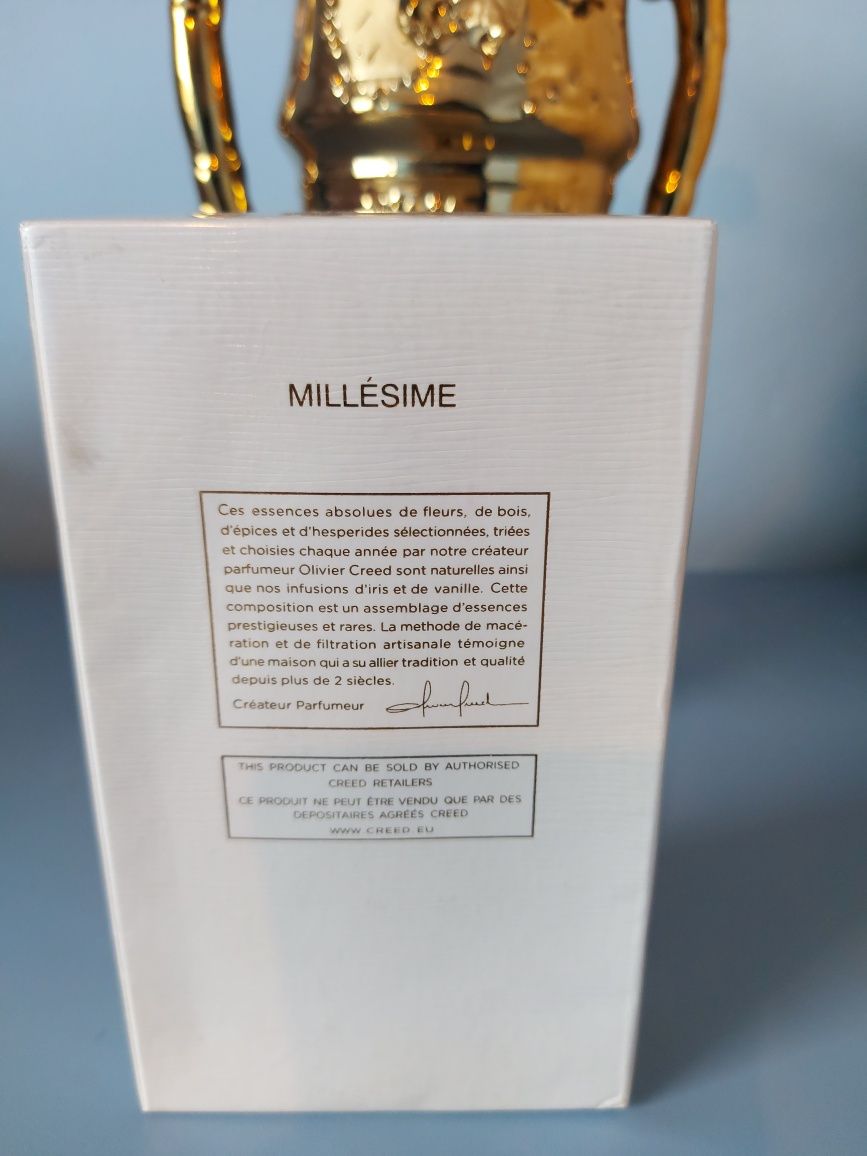 MILLÉSIME
Ces essences absolues de fleurs, de bois,
d'épices et d'hesperides sélectionnées, triées
et choisies chaque année par notre créateur
parfumeur Olivier Creed sont naturelles ainsi
que nos infusions d'iris et de vanille. Cette
composition est un assemblage d'essences
prestigieuses et rares. La methode de macé-
ration et de filtration artisanale témoigne
d'une maison qui a su allier tradition et qualité
depuis plus de 2 siècles.
Créateur Parfumeur
THIS PRODUCT CAN BE SOLD BY AUTHORISED
CREED RETAILERS
CE PRODUIT NE PEUT ÊTRE VENDU QUE PAR DES
DEPOSITAIRES AGRÉÉS CREED
WWW.CREED.EU